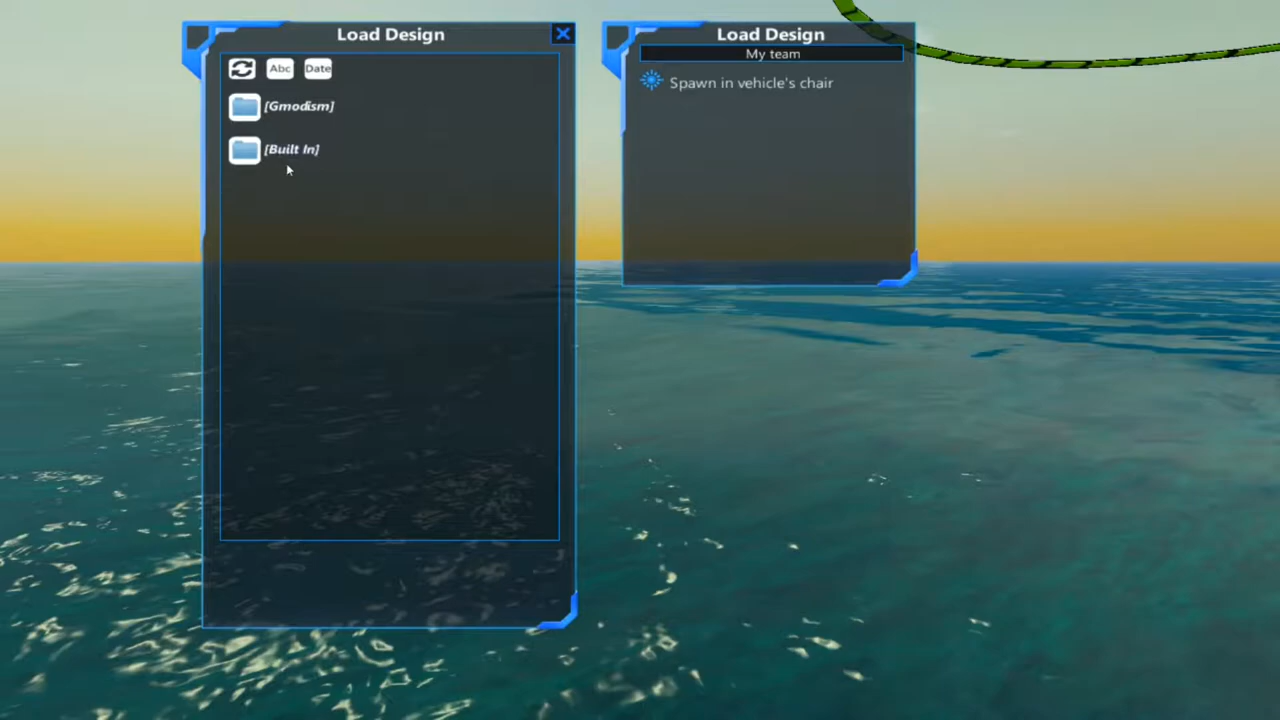 Load Design
Abc Date
[Gmodism]
[Built In]
Load Design
My team
Spawn in vehicle's chair